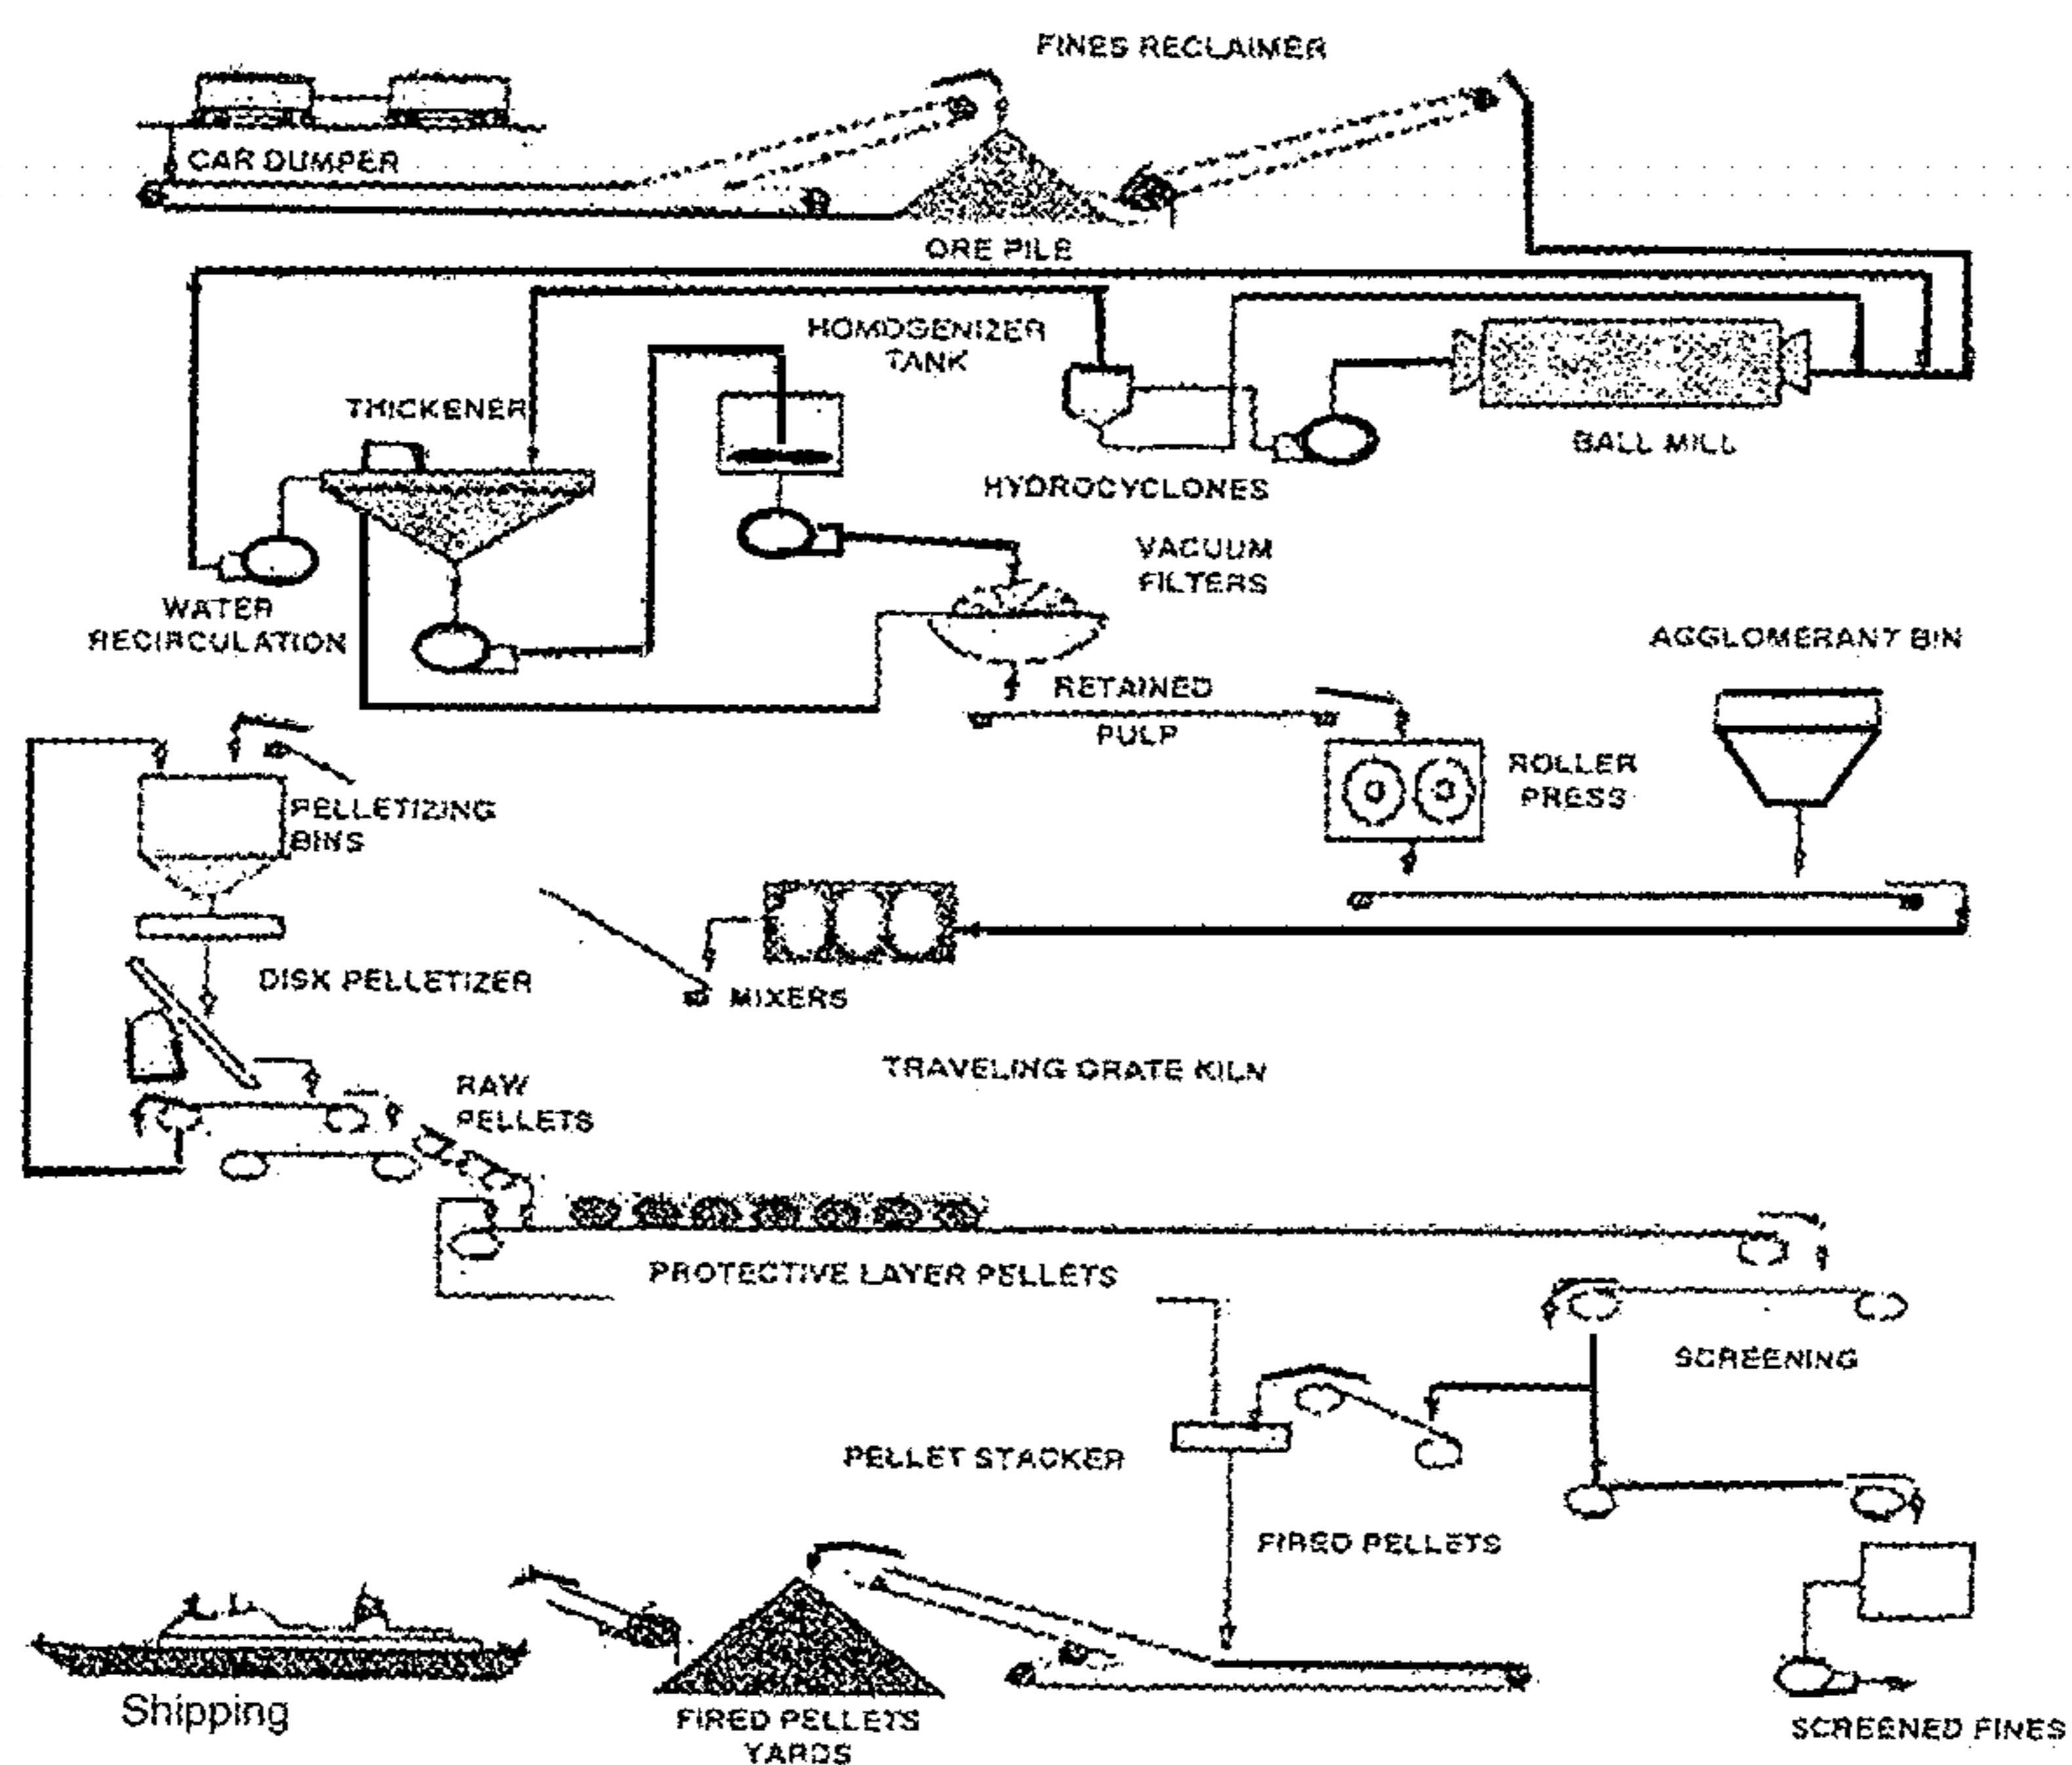 FINES RECLAIMER
CAR DUMPER
ORE PILE
HOMOGENIZER
TANK
THICKENER
BALL MILL
HYDROCYCLONES
VACUUM
FILTERS
WATER
RECIRCULATION
AGGLOMERANT BIN
RETAINED
PULP
ROLLER
PRESS
PELLETIZING
BINS
DISK PELLETIZER
MIXERS
TRAVELING GRATE KILN
RAW
PELLETS
PROTECTIVE LAYER PELLETS
SCREENING
PELLET STACKER
FIRED PELLETS
Shipping
FIRED PELLETS
YARDS
SCREENED FINES